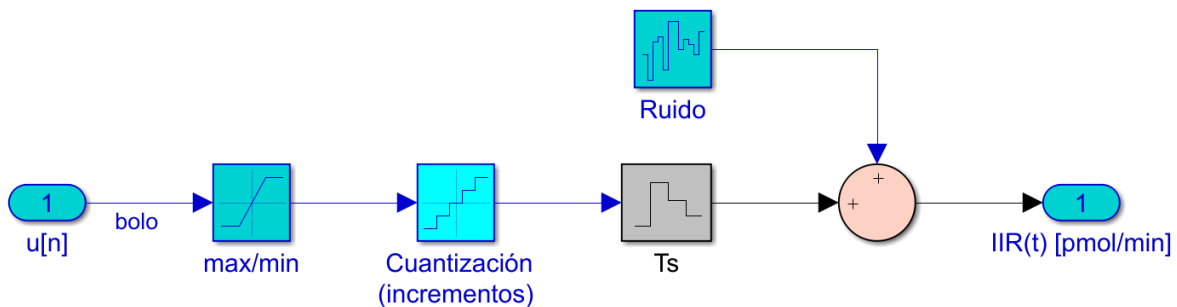 Ruido
1
u[n]
bolo
max/min
Cuantización
(incrementos)
Ts
+
+
1
IIR(t) [pmol/min]